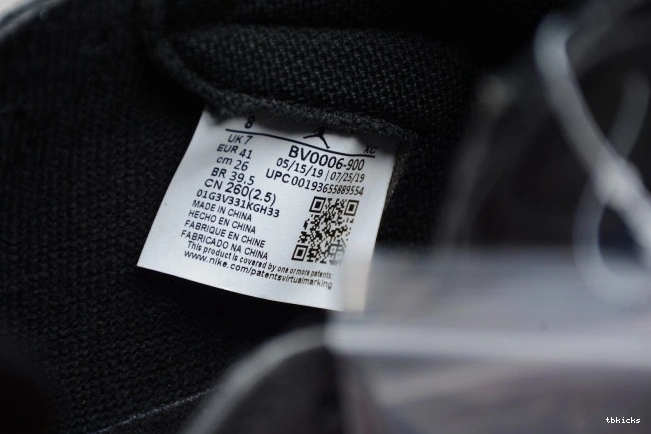 8
XC
UK 7
EUR 41
cm 26
BR 39.5
CN 260(2.5)
01G3V331KGH33
BV0006-900
05/15/19 | 07/25/19
UPC 00193655889554
MADE IN CHINA
HECHO EN CHINA
FABRIQUE EN CHINE
FABRICADO NA CHINA
This product is covered by one or more patents:
www.nike.com/patentsvirtualmarking
tbkicks